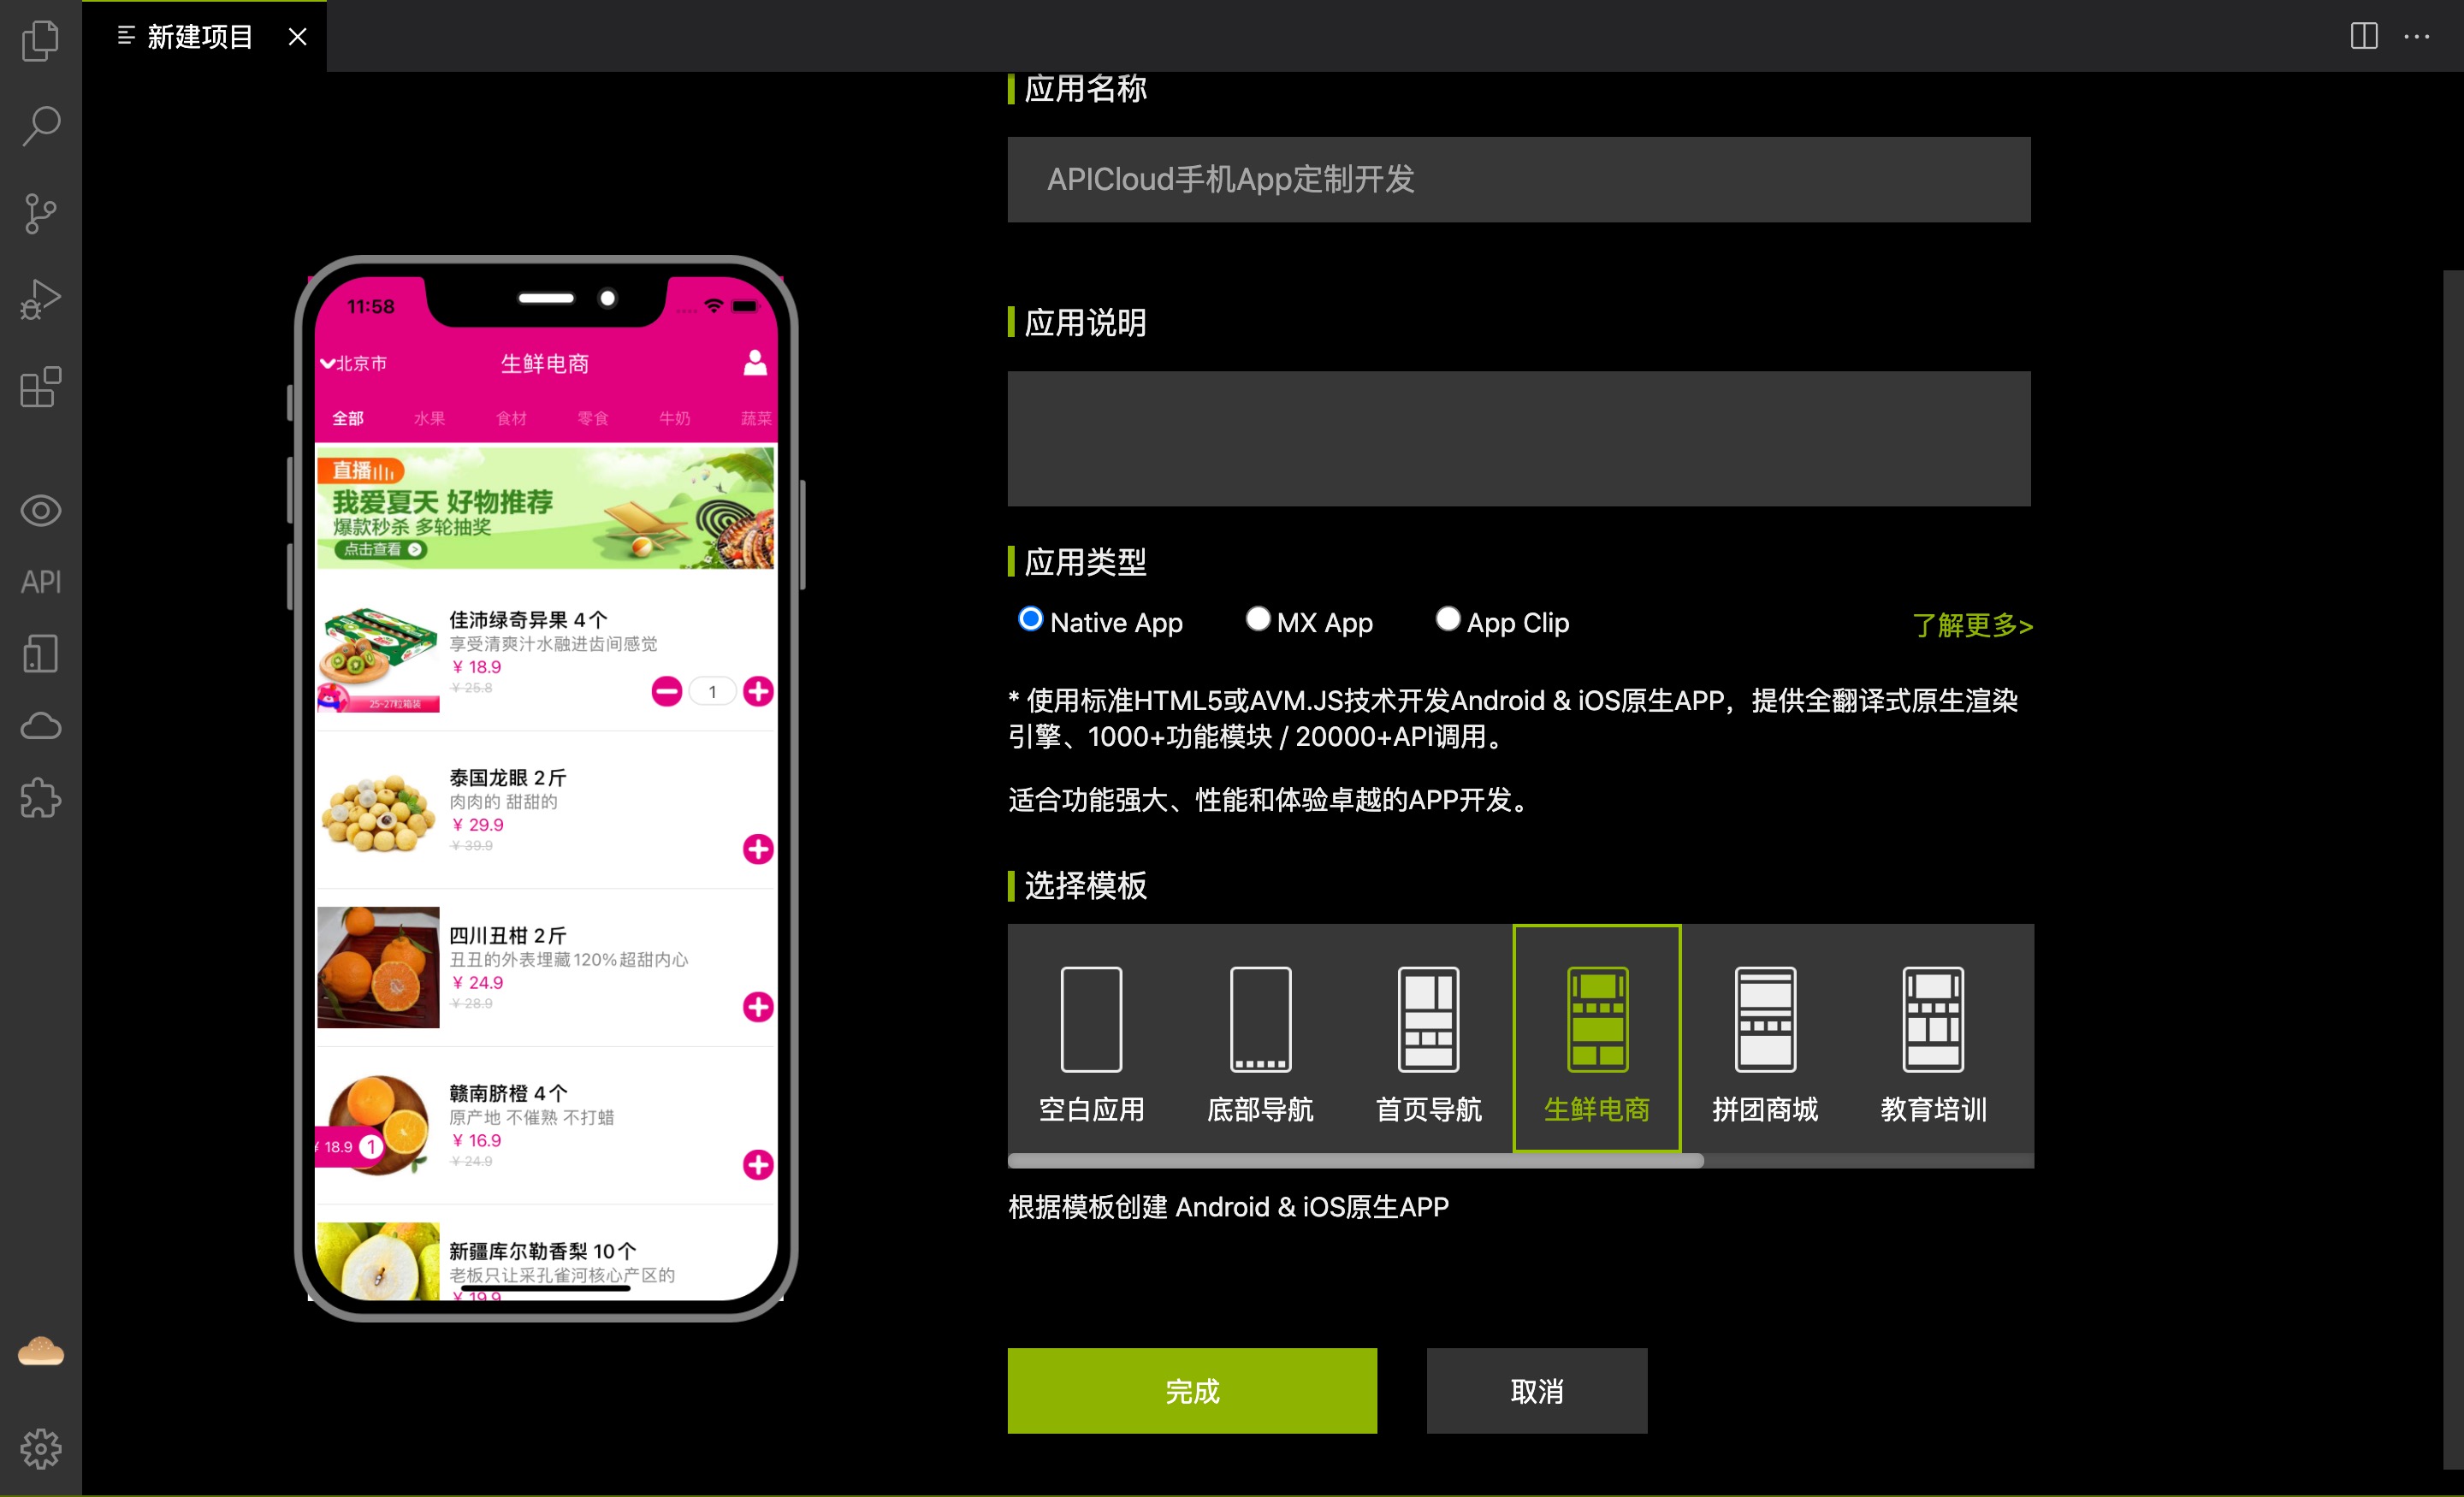 新建项目
API
11:58
北京市
生鲜电商
全部 水果 食材 零食 牛奶 蔬菜
直播
我爱夏天 好物推荐
爆款秒杀 多轮抽奖
点击查看 >
佳沛绿奇异果 4个
享受清爽汁水融进齿间感觉
¥ 18.9
¥ 25.8
1
25-27粒箱装
泰国龙眼 2斤
肉肉的 甜甜的
¥ 29.9
¥ 39.9
四川丑柑 2斤
丑丑的外表埋藏120%超甜内心
¥ 24.9
¥ 28.9
赣南脐橙 4个
原产地 不催熟 不打蜡
¥ 16.9
¥ 24.9
¥ 18.9 1
新疆库尔勒香梨 10个
老板只让采孔雀河核心产区的
¥ 19.9
应用名称
APICloud手机App定制开发
应用说明
应用类型
Native App MX App App Clip 了解更多>
* 使用标准HTML5或AVM.JS技术开发Android & iOS原生APP，提供全翻译式原生渲染
引擎、1000+功能模块 / 20000+API调用。
适合功能强大、性能和体验卓越的APP开发。
选择模板
空白应用 底部导航 首页导航 生鲜电商 拼团商城 教育培训
根据模板创建 Android & iOS原生APP
完成 取消